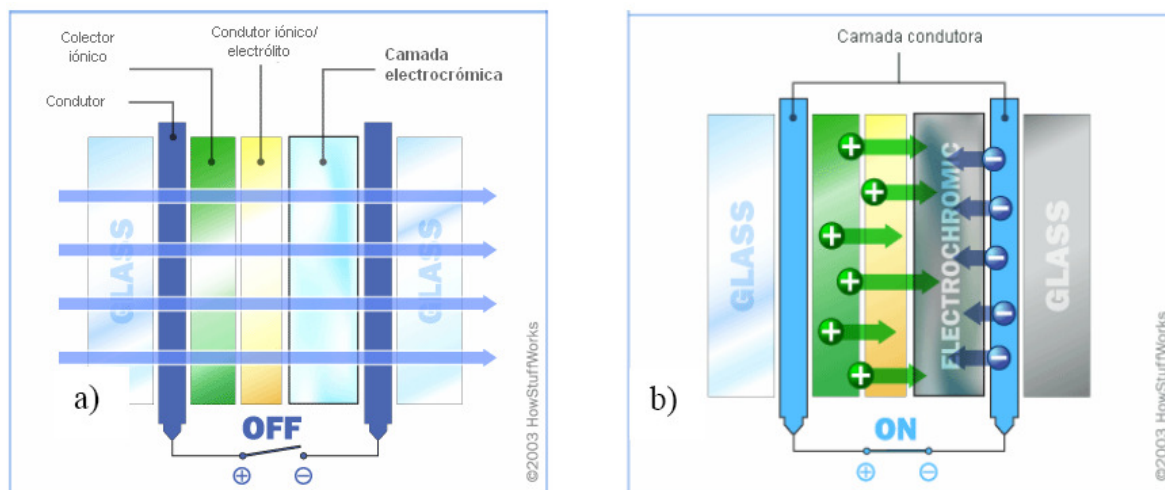 Colector
iónico
Condutor iónico/
electrólito
Camada
electrocrómica
Condutor
GLASS
GLASS
a)
OFF
+ −
©2003 HowStuffWorks
Camada condutora
GLASS
+
+
+
+
+
+
ELECTROCHROMIC
−
−
−
−
−
GLASS
b)
ON
+ −
©2003 HowStuffWorks